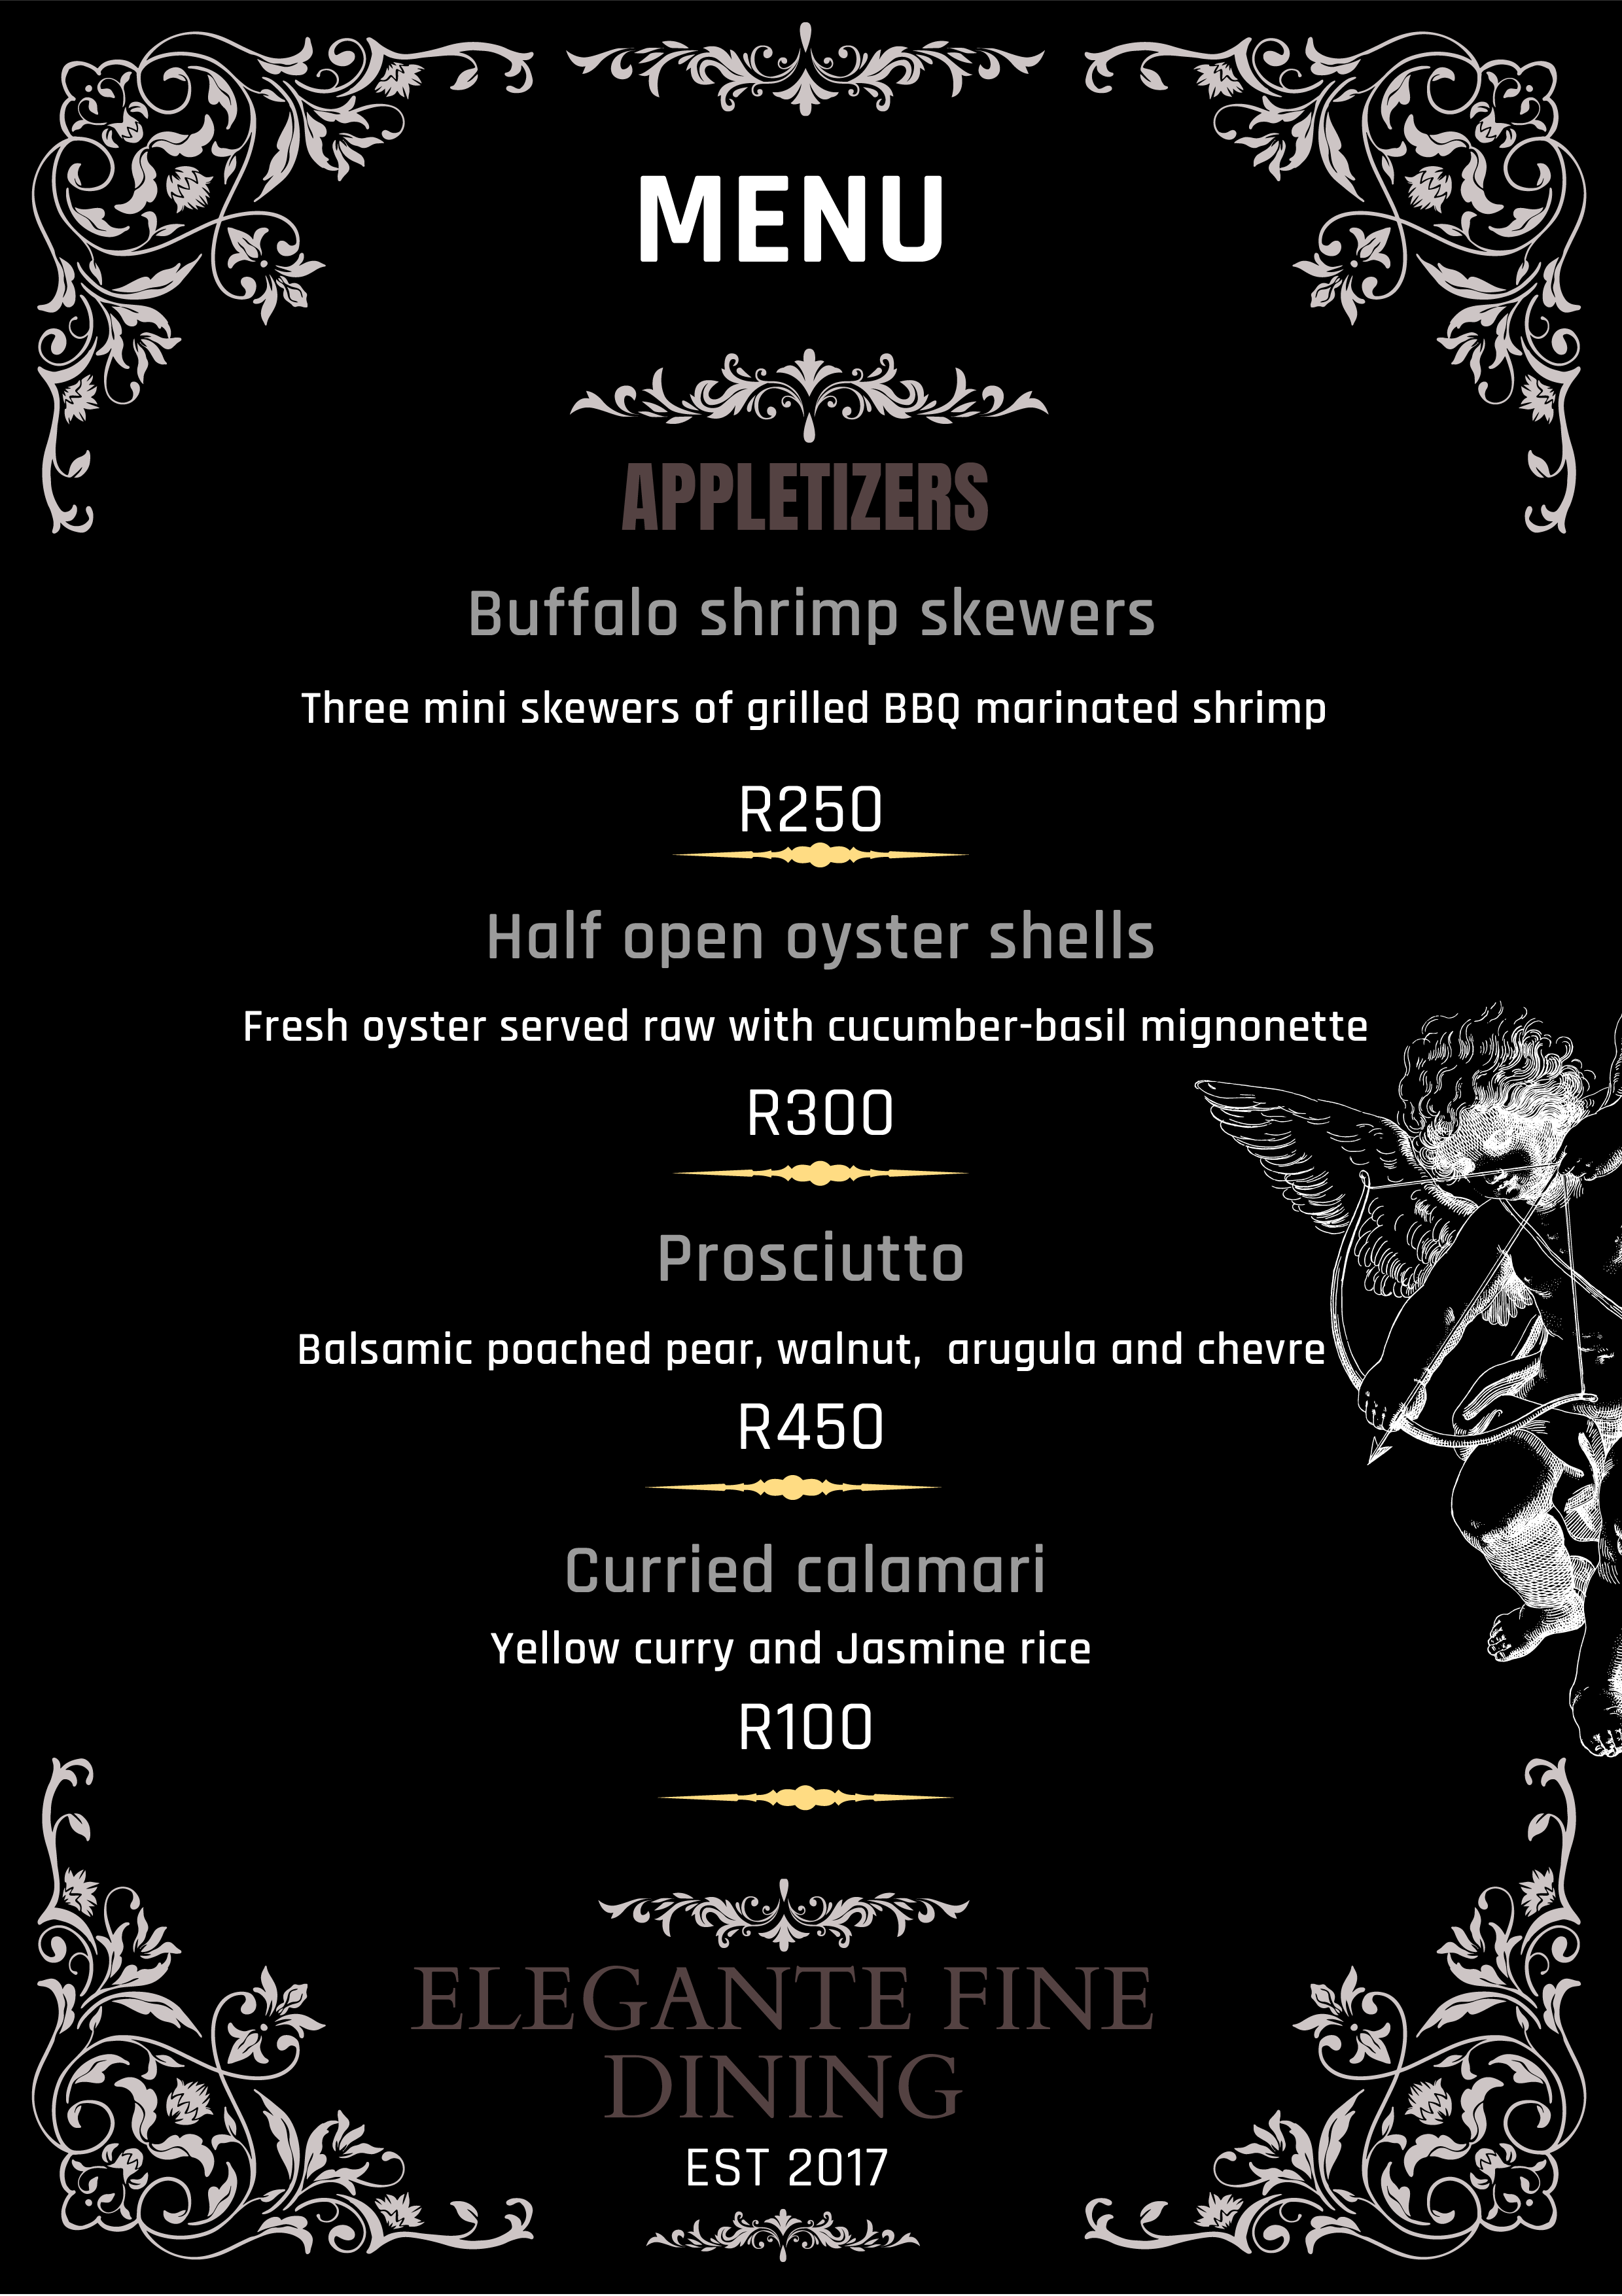 MENU
APPLETIZERS
Buffalo shrimp skewers
Three mini skewers of grilled BBQ marinated shrimp
R250
Half open oyster shells
Fresh oyster served raw with cucumber-basil mignonette
R300
Prosciutto
Balsamic poached pear, walnut,  arugula and chevre
R450
Curried calamari
Yellow curry and Jasmine rice
R100
ELEGANTE FINE
DINING
EST 2017